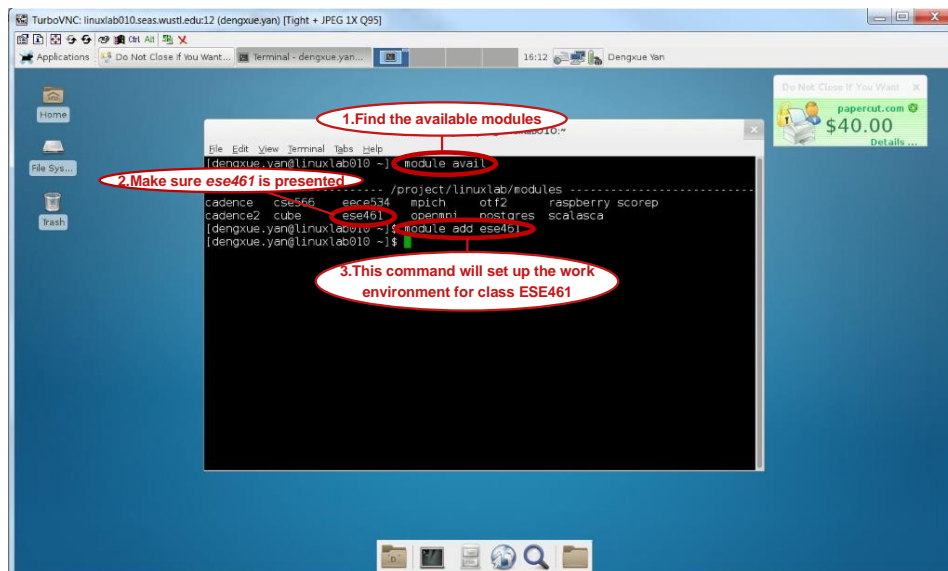 TurboVNC: linuxlab010.seas.wustl.edu:12 (dengxue.yan) [Tight + JPEG 1X Q95]
Ctrl Alt
Applications Do Not Close If You Want... Terminal - dengxue.yan... 16:12 Dengxue Yan
Do Not Close If You Want
papercut.com
$40.00
Details ...
Home
File Sys...
Trash
1.Find the available modules
File Edit View Terminal Tabs Help
[dengxue.yan@linuxlab010 ~] module avail
2.Make sure ese461 is presented
---------- /project/linuxlab/modules ----------------------
cadence cse566 eece534 mpich otf2 raspberry scorep
cadence2 cube ese461 openmpi postgres scalasca
[dengxue.yan@linuxlab010 ~]$ module add ese461
[dengxue.yan@linuxlab010 ~]$
3.This command will set up the work
environment for class ESE461